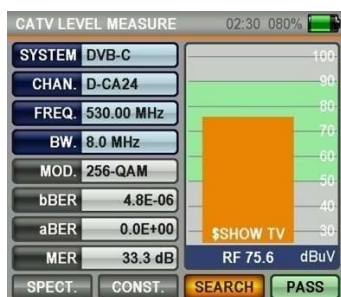 CATV LEVEL MEASURE 02:30 080%
SYSTEM DVB-C
CHAN. D-CA24
FREQ. 530.00 MHz
BW. 8.0 MHz
MOD. 256-QAM
bBER 4.8E-06
aBER 0.0E+00
MER 33.3 dB
100
90
80
70
60
50
40
30
$SHOW TV
RF 75.6 dBuV
SPECT. CONST. SEARCH PASS